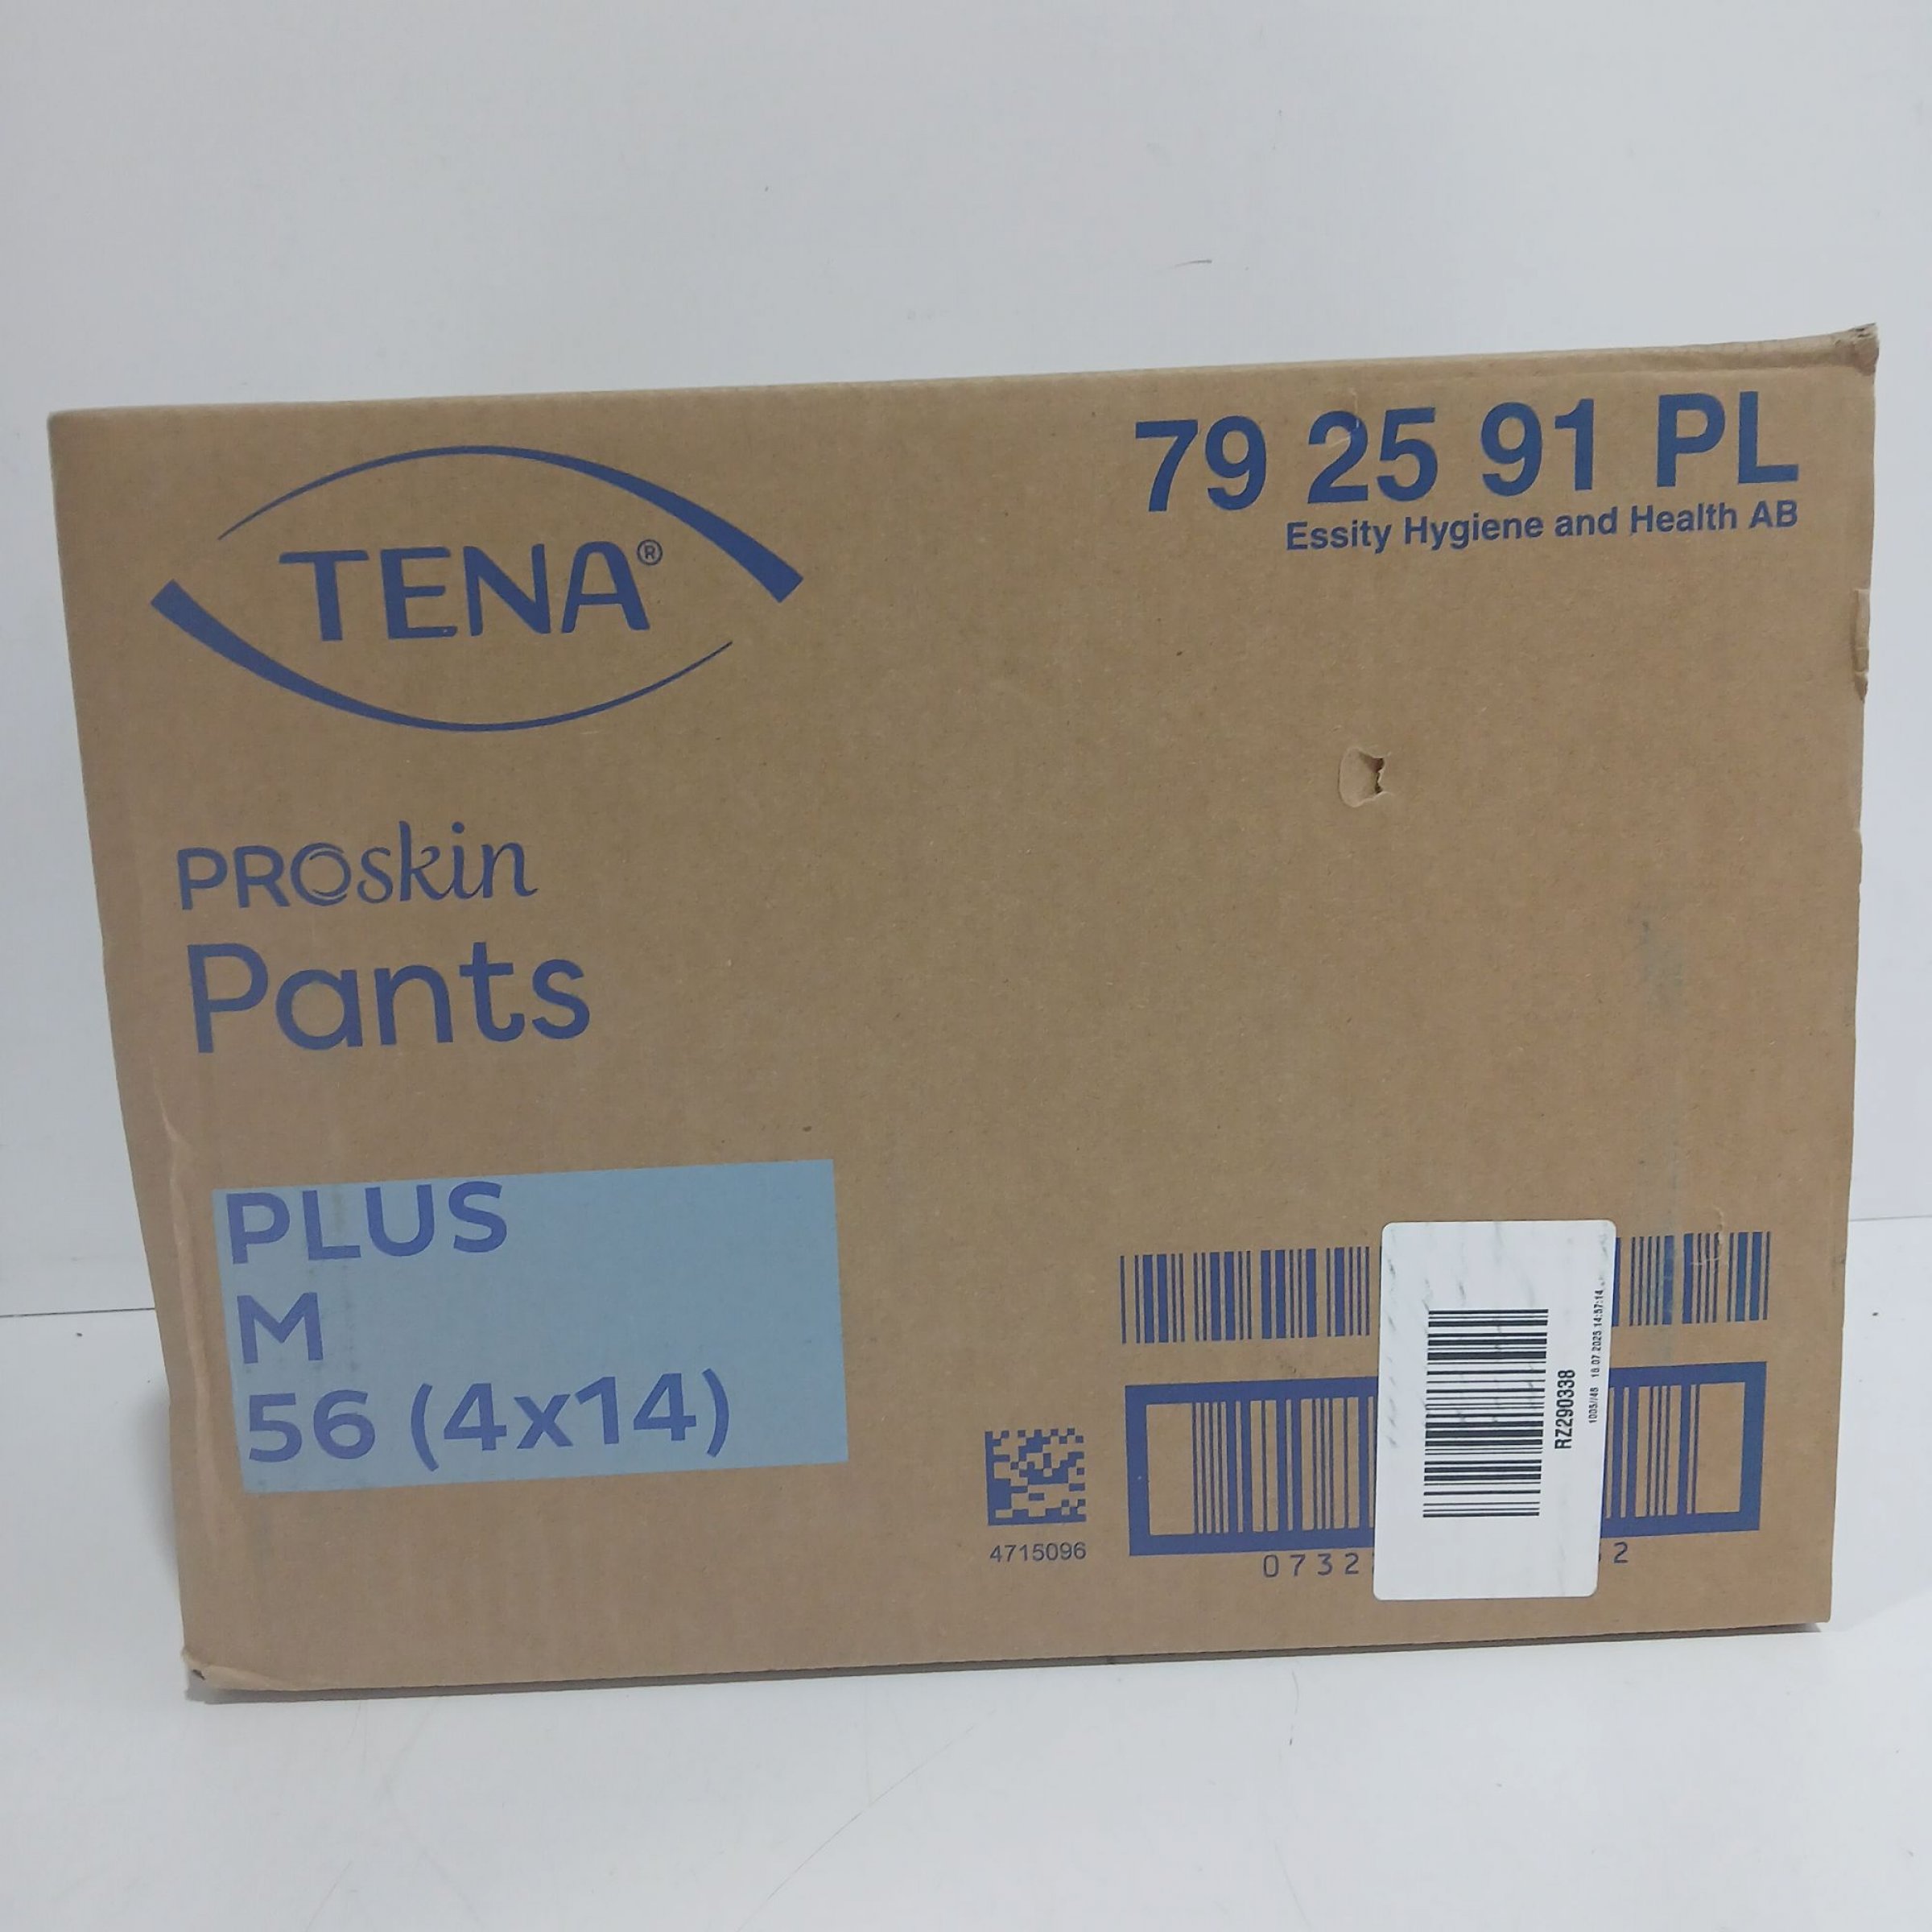 79 25 91 PL
Essity Hygiene and Health AB
TENA®
PROskin
Pants
PLUS
M
56 (4x14)
4715096
RZ290338